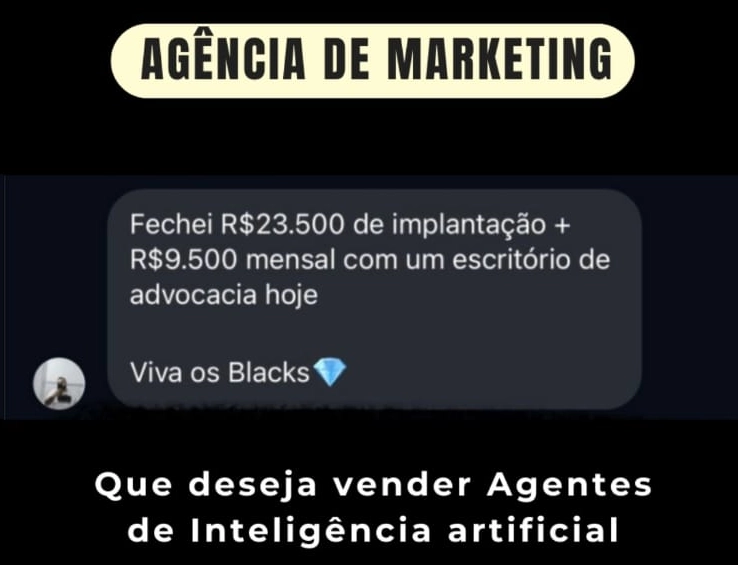 AGÊNCIA DE MARKETING
Fechei R$23.500 de implantação +
R$9.500 mensal com um escritório de
advocacia hoje
Viva os Blacks💎
Que deseja vender Agentes
de Inteligência artificial